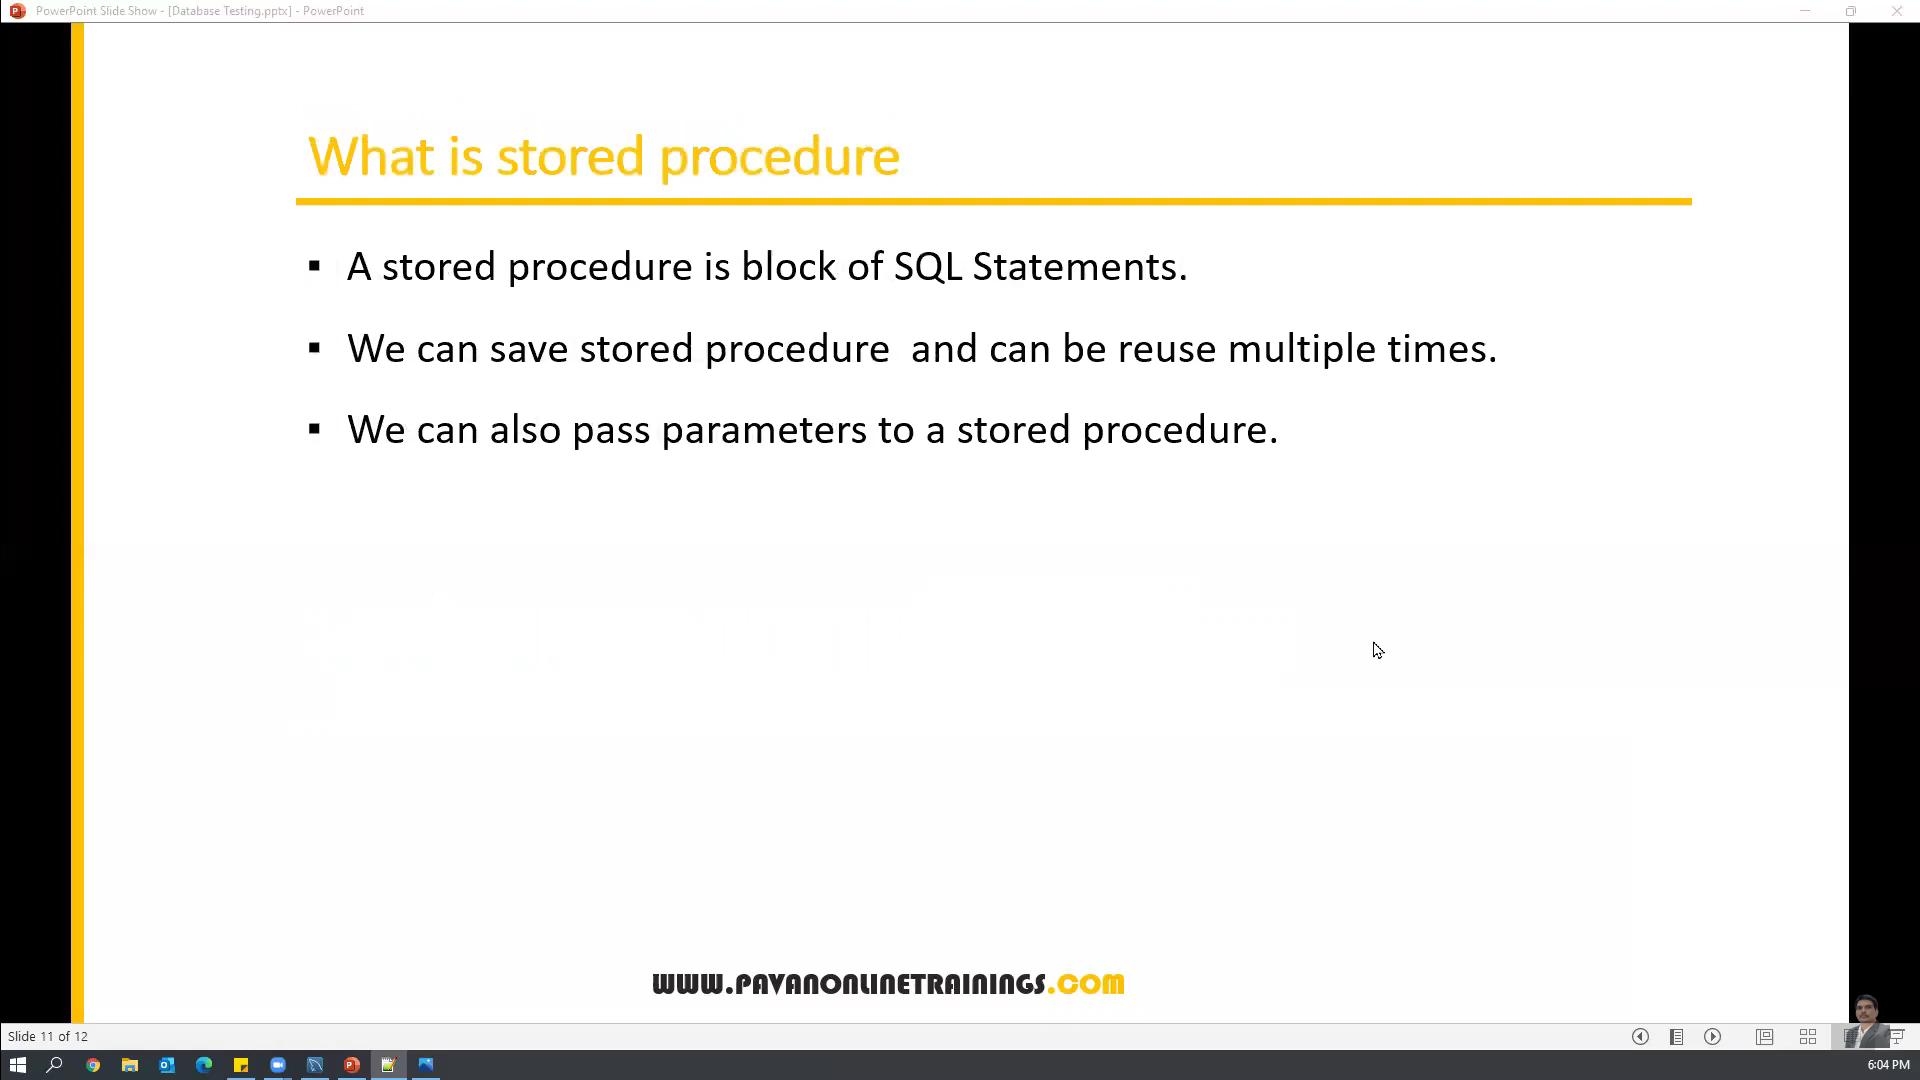 PowerPoint Slide Show - [Database Testing.pptx] - PowerPoint
What is stored procedure
▪ A stored procedure is block of SQL Statements.
▪ We can save stored procedure  and can be reuse multiple times.
▪ We can also pass parameters to a stored procedure.
WWW.PAVANONLINETRAININGS.COM
Slide 11 of 12
6:04 PM